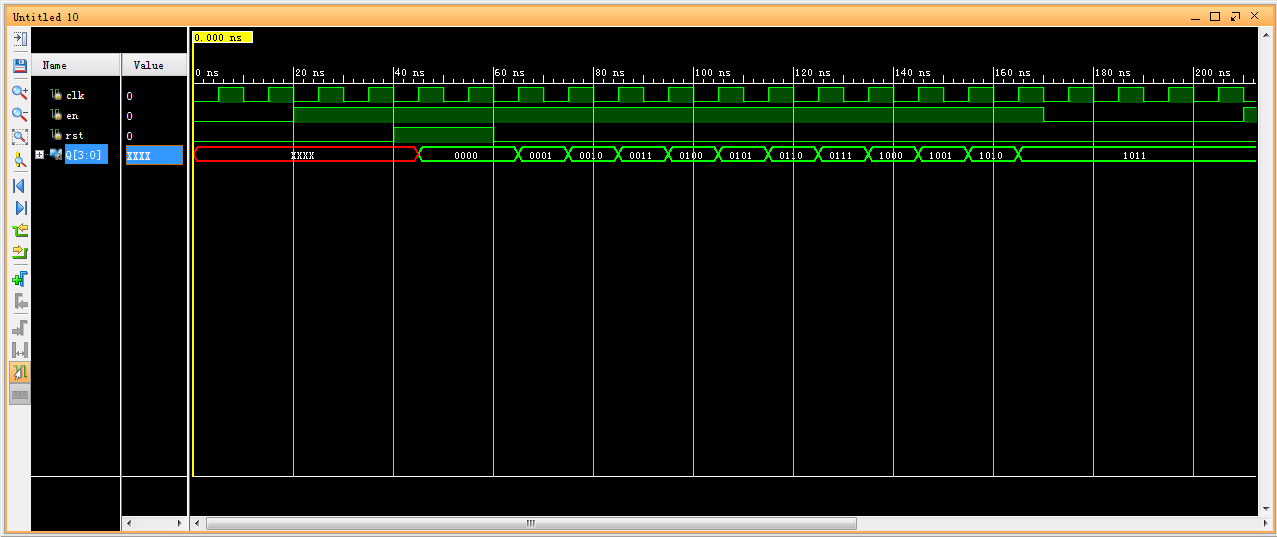 Untitled 10
0.000 ns
Name Value
0 ns 20 ns 40 ns 60 ns 80 ns 100 ns 120 ns 140 ns 160 ns 180 ns 200 ns
clk 0
en 0
rst 0
Q[3:0] XXXX XXXX 0000 0001 0010 0011 0100 0101 0110 0111 1000 1001 1010 1011